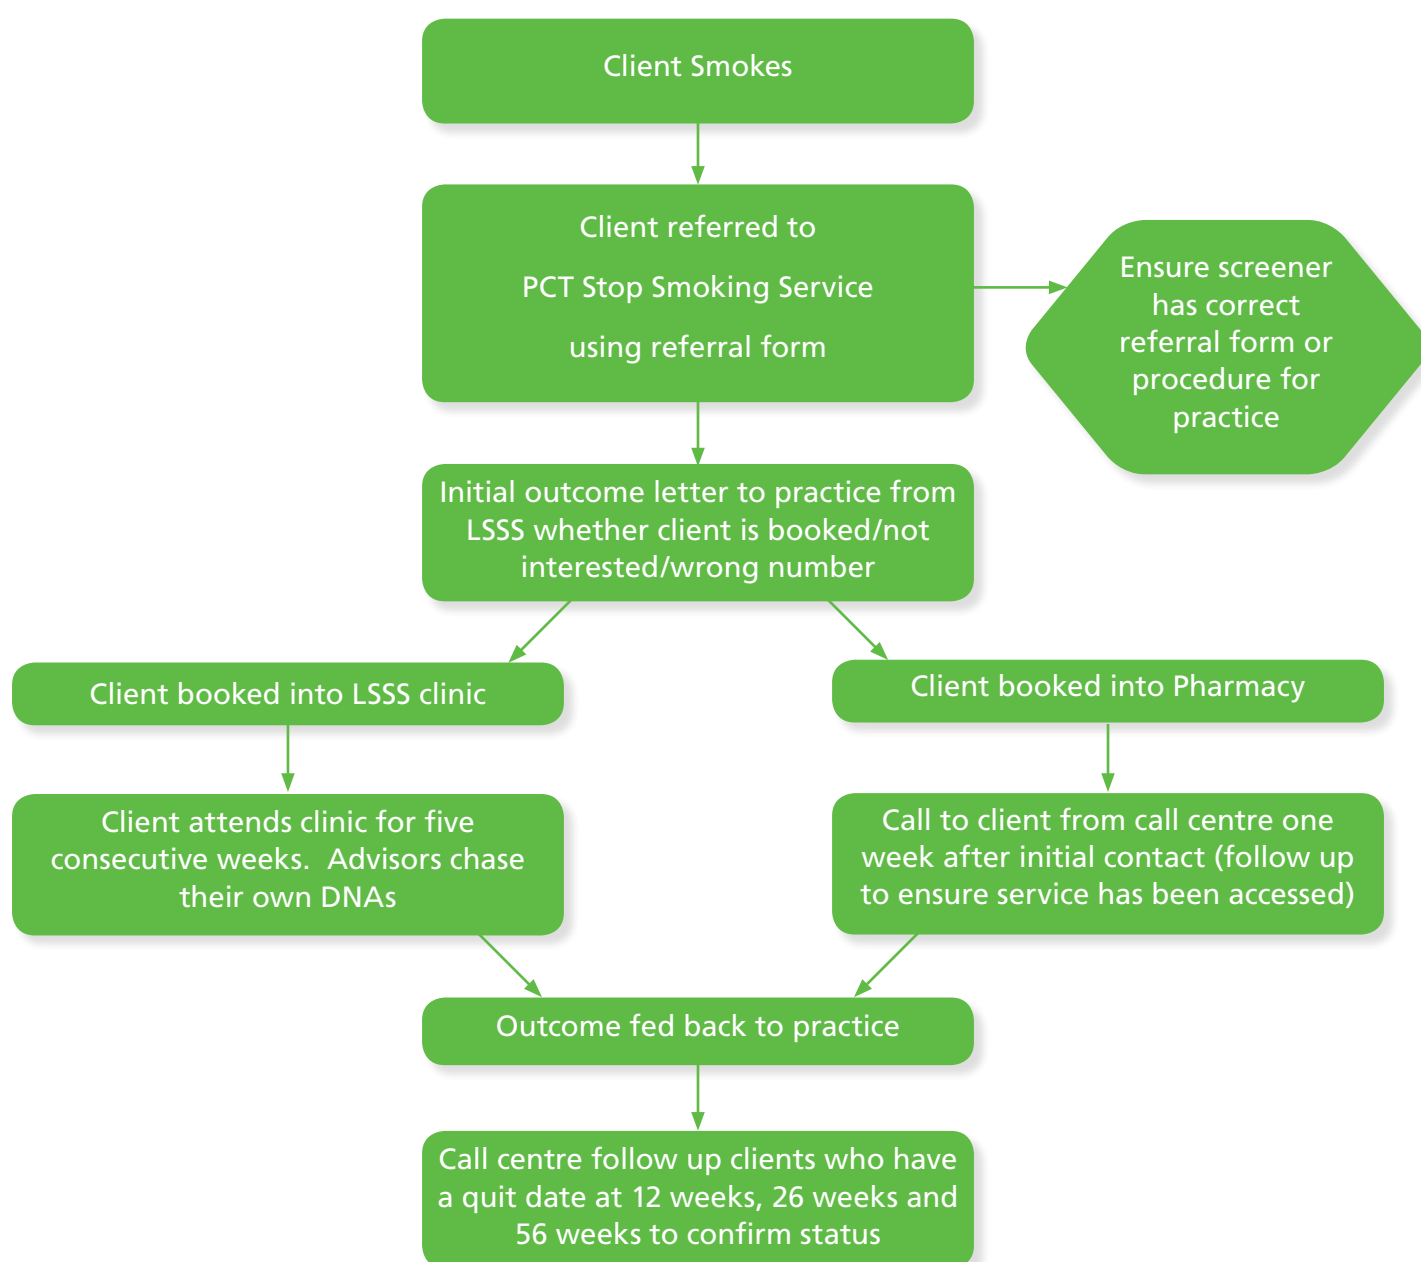 Client Smokes
Client referred to
PCT Stop Smoking Service
using referral form
Ensure screener
has correct
referral form or
procedure for
practice
Initial outcome letter to practice from
LSSS whether client is booked/not
interested/wrong number
Client booked into LSSS clinic
Client booked into Pharmacy
Client attends clinic for five
consecutive weeks.  Advisors chase
their own DNAs
Call to client from call centre one
week after initial contact (follow up
to ensure service has been accessed)
Outcome fed back to practice
Call centre follow up clients who have
a quit date at 12 weeks, 26 weeks and
56 weeks to confirm status